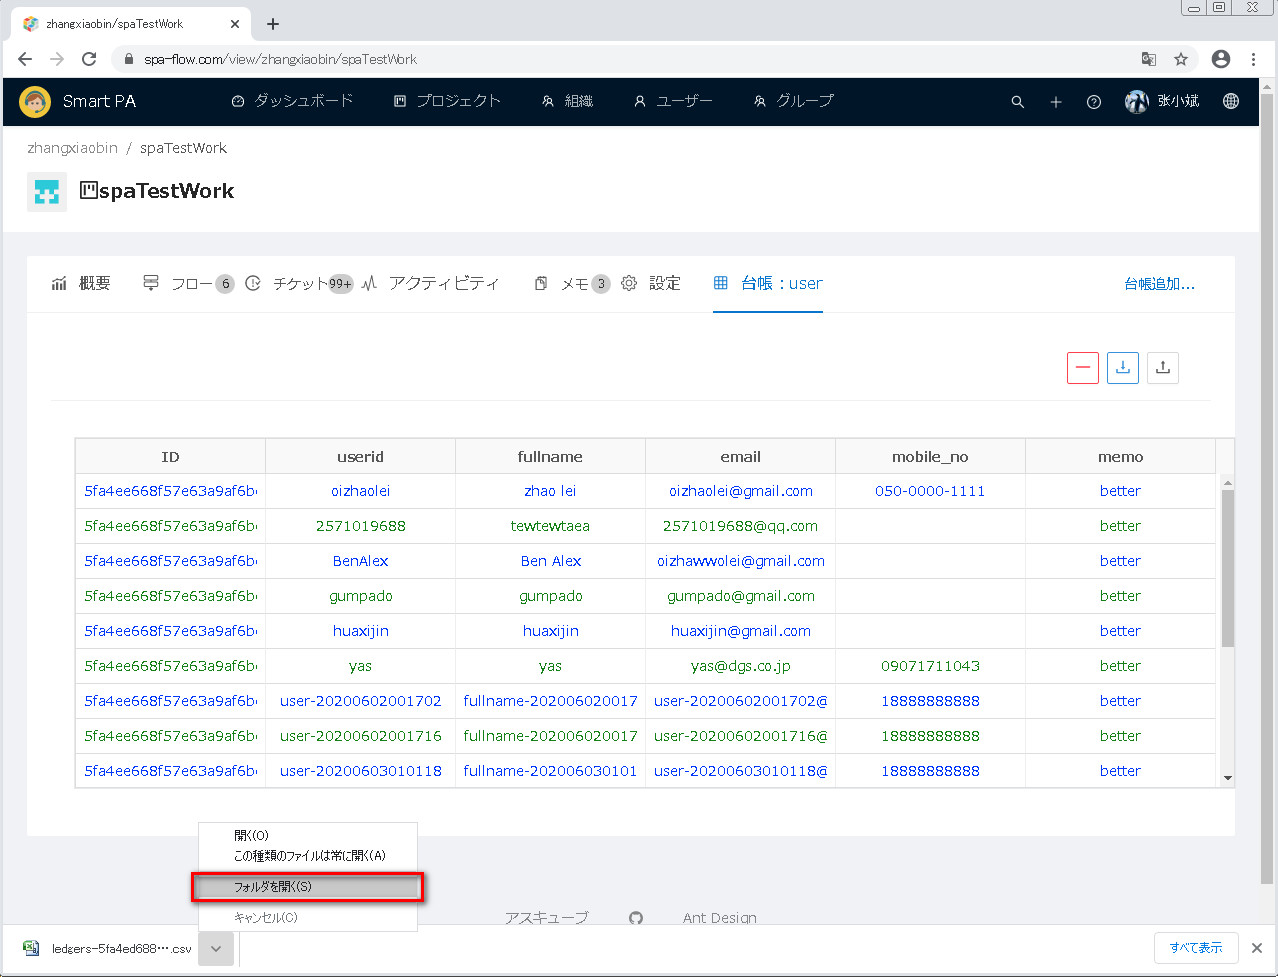 zhangxiaobin/spaTestWork
spa-flow.com/view/zhangxiaobin/spaTestWork
Smart PA ダッシュボード プロジェクト 組織 ユーザー グループ 张小斌
zhangxiaobin / spaTestWork
spaTestWork
概要 フロー 6 チケット 99+ アクティビティ メモ 3 設定 台帳：user 台帳追加...
ID userid fullname email mobile_no memo
5fa4ee668f57e63a9af6b oizhaolei zhao lei oizhaolei@gmail.com 050-0000-1111 better
5fa4ee668f57e63a9af6b 2571019688 tewtewtaea 2571019688@qq.com better
5fa4ee668f57e63a9af6b BenAlex Ben Alex oizhawwolei@gmail.com better
5fa4ee668f57e63a9af6b gumpado gumpado gumpado@gmail.com better
5fa4ee668f57e63a9af6b huaxijin huaxijin huaxijin@gmail.com better
5fa4ee668f57e63a9af6b yas yas yas@dgs.co.jp 09071711043 better
5fa4ee668f57e63a9af6b user-20200602001702 fullname-202006020017 user-20200602001702@ 18888888888 better
5fa4ee668f57e63a9af6b user-20200602001716 fullname-202006020017 user-20200602001716@ 18888888888 better
5fa4ee668f57e63a9af6b user-20200603010118 fullname-202006030101 user-20200603010118@ 18888888888 better
開く(O)
この種類のファイルは常に開く(A)
フォルダを開く(S)
キャンセル(C)
アスキューブ Ant Design
ledgers-5fa4ed688….csv すべて表示